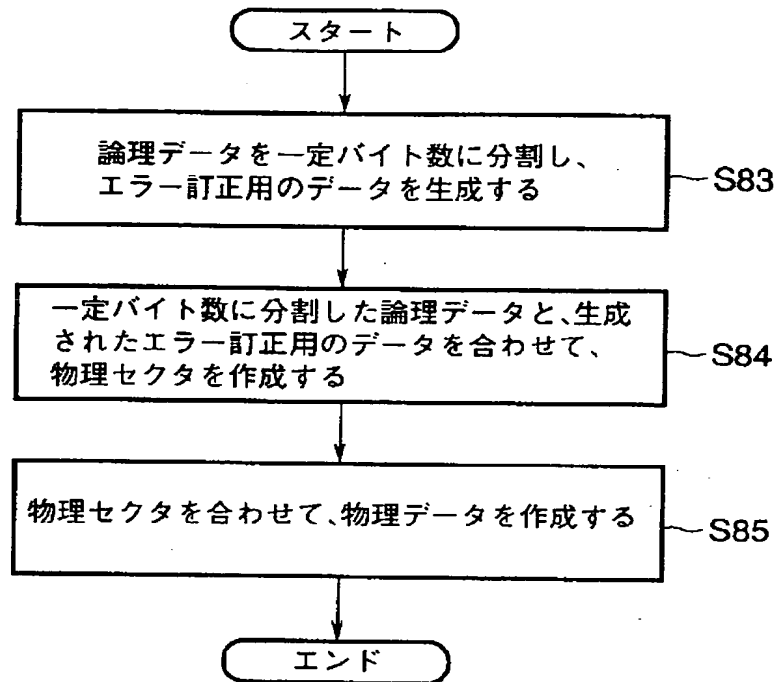 スタート
論理データを一定バイト数に分割し、
エラー訂正用のデータを生成する
S83
一定バイト数に分割した論理データと、生成
されたエラー訂正用のデータを合わせて、
物理セクタを作成する
S84
物理セクタを合わせて、物理データを作成する
S85
エンド